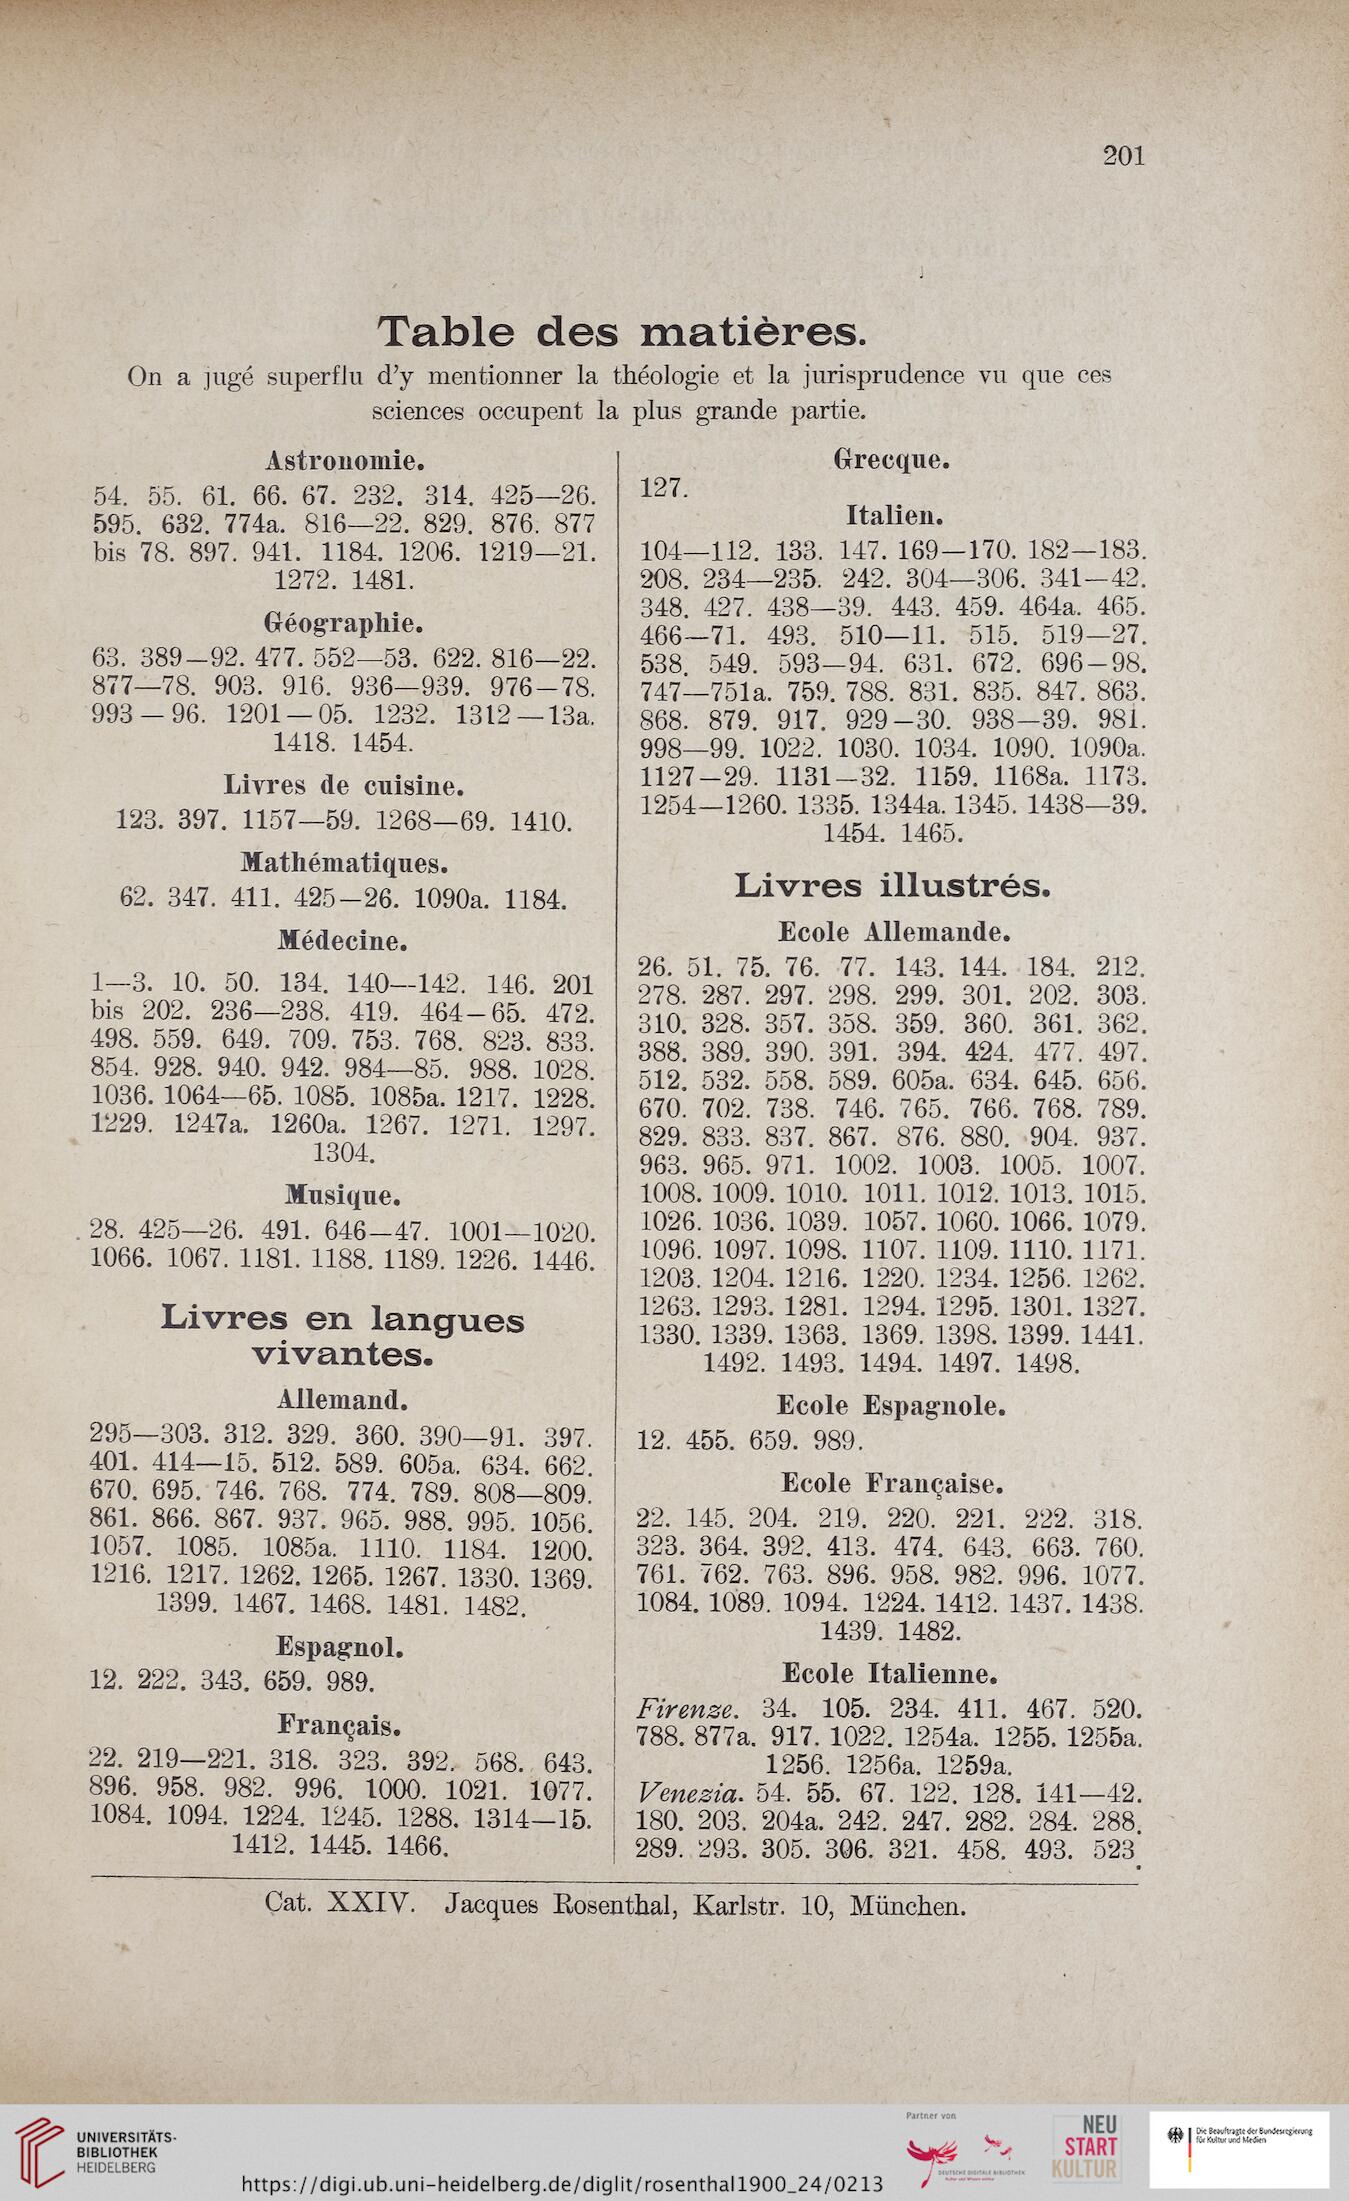 201
Table des matières.
On a jugé superflu d'y mentionner la théologie et la jurisprudence vu que ces
sciences occupent la plus grande partie.
Astronomie.
54. 55. 61. 66. 67. 232. 314. 425—26.
595. 632. 774a. 816—22. 829. 876. 877
bis 78. 897. 941. 1184. 1206. 1219—21.
1272. 1481.
Géographie.
63. 389—92. 477. 552—53. 622. 816—22.
877—78. 903. 916. 936—939. 976—78.
993—96. 1201—05. 1232. 1312—13a.
1418. 1454.
Livres de cuisine.
123. 397. 1157—59. 1268—69. 1410.
Mathématiques.
62. 347. 411. 425—26. 1090a. 1184.
Médecine.
1—3. 10. 50. 134. 140—142. 146. 201
bis 202. 236—238. 419. 464—65. 472.
498. 559. 649. 709. 753. 768. 823. 833.
854. 928. 940. 942. 984—85. 988. 1028.
1036. 1064—65. 1085. 1085a. 1217. 1228.
1229. 1247a. 1260a. 1267. 1271. 1297.
1304.
Musique.
28. 425—26. 491. 646—47. 1001—1020.
1066. 1067. 1181. 1188. 1189. 1226. 1446.
Livres en langues
vivantes.
Allemand.
295—303. 312. 329. 360. 390—91. 397.
401. 414—15. 512. 589. 605a. 634. 662.
670. 695. 746. 768. 774. 789. 808—809.
861. 866. 867. 937. 965. 988. 995. 1056.
1057. 1085. 1085a. 1110. 1184. 1200.
1216. 1217. 1262. 1265. 1267. 1330. 1369.
1399. 1467. 1468. 1481. 1482.
Espagnol.
12. 222. 343. 659. 989.
Français.
22. 219—221. 318. 323. 392. 568. 643.
896. 958. 982. 996. 1000. 1021. 1077.
1084. 1094. 1224. 1245. 1288. 1314—15.
1412. 1445. 1466.
Grecque.
127.
Italien.
104—112. 133. 147. 169—170. 182—183.
208. 234—235. 242. 304—306. 341—42.
348. 427. 438—39. 443. 459. 464a. 465.
466—71. 493. 510—11. 515. 519—27.
538. 549. 593—94. 631. 672. 696—98.
747—751a. 759. 788. 831. 835. 847. 863.
868. 879. 917. 929—30. 938—39. 981.
998—99. 1022. 1030. 1034. 1090. 1090a.
1127—29. 1131—32. 1159. 1168a. 1173.
1254—1260. 1335. 1344a. 1345. 1438—39.
1454. 1465.
Livres illustrés.
Ecole Allemande.
26. 51. 75. 76. 77. 143. 144. 184. 212.
278. 287. 297. 298. 299. 301. 202. 303.
310. 328. 357. 358. 359. 360. 361. 362.
388. 389. 390. 391. 394. 424. 477. 497.
512. 532. 558. 589. 605a. 634. 645. 656.
670. 702. 738. 746. 765. 766. 768. 789.
829. 833. 837. 867. 876. 880. 904. 937.
963. 965. 971. 1002. 1003. 1005. 1007.
1008. 1009. 1010. 1011. 1012. 1013. 1015.
1026. 1036. 1039. 1057. 1060. 1066. 1079.
1096. 1097. 1098. 1107. 1109. 1110. 1171.
1203. 1204. 1216. 1220. 1234. 1256. 1262.
1263. 1293. 1281. 1294. 1295. 1301. 1327.
1330. 1339. 1363. 1369. 1398. 1399. 1441.
1492. 1493. 1494. 1497. 1498.
Ecole Espagnole.
12. 455. 659. 989.
Ecole Française.
22. 145. 204. 219. 220. 221. 222. 318.
323. 364. 392. 413. 474. 643. 663. 760.
761. 762. 763. 896. 958. 982. 996. 1077.
1084. 1089. 1094. 1224. 1412. 1437. 1438.
1439. 1482.
Ecole Italienne.
Firenze. 34. 105. 234. 411. 467. 520.
788. 877a. 917. 1022. 1254a. 1255. 1255a.
1256. 1256a. 1259a.
Venezia. 54. 55. 67. 122. 128. 141—42.
180. 203. 204a. 242. 247. 282. 284. 288.
289. 293. 305. 306. 321. 458. 493. 523.
Cat. XXIV. Jacques Rosenthal, Karlstr. 10, München.
UNIVERSITÄTS-
BIBLIOTHEK
HEIDELBERG
https://digi.ub.uni-heidelberg.de/diglit/rosenthal1900_24/0213
Partner von
DEUTSCHE DIGITALE BIBLIOTHEK
Kultur und Wissen online
NEU
START
KULTUR
Die Beauftragte der Bundesregierung
für Kultur und Medien